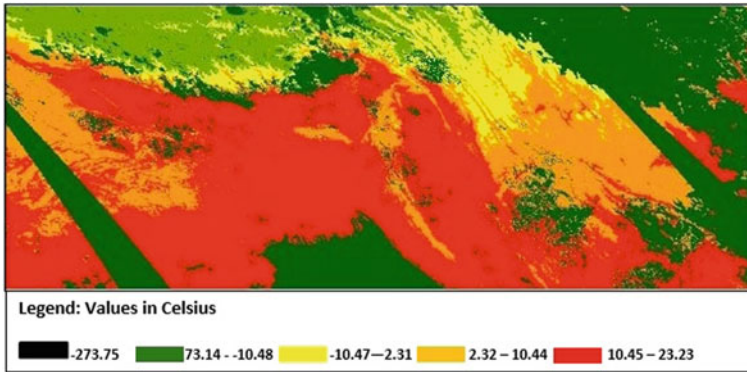 Legend: Values in Celsius
-273.75 73.14 - -10.48 -10.47—2.31 2.32 – 10.44 10.45 – 23.23